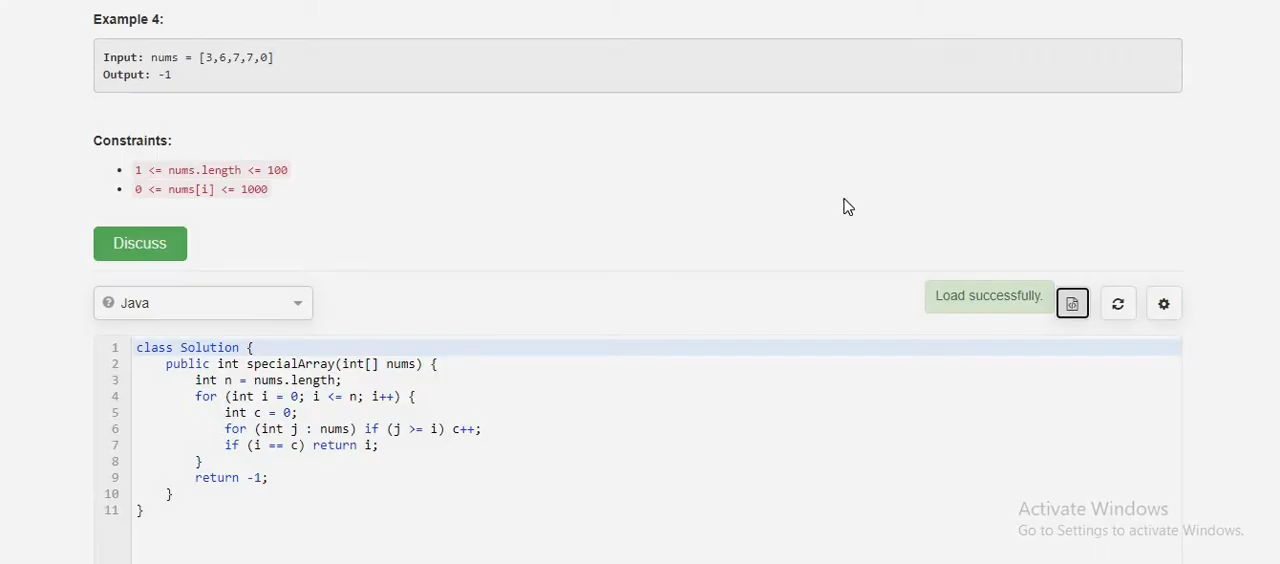 Example 4:
Input: nums = [3,6,7,7,0]
Output: -1
Constraints:
1 <= nums.length <= 100
0 <= nums[i] <= 1000
Discuss
Java
Load successfully.
1 class Solution {
2     public int specialArray(int[] nums) {
3         int n = nums.length;
4         for (int i = 0; i <= n; i++) {
5             int c = 0;
6             for (int j : nums) if (j >= i) c++;
7             if (i == c) return i;
8         }
9         return -1;
10     }
11 }
Activate Windows
Go to Settings to activate Windows.